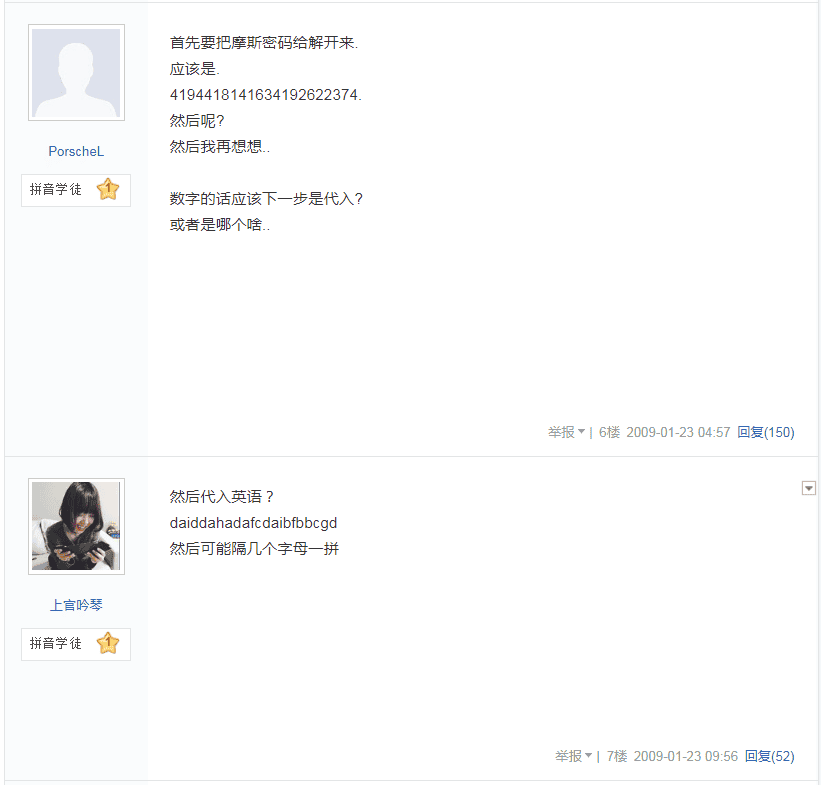 首先要把摩斯密码给解开来.
应该是.
4194418141634192622374.
然后呢?
然后我再想想..
数字的话应该下一步是代入?
或者是哪个啥..
PorscheL
拼音学徒 1
举报 | 6楼 2009-01-23 04:57 回复(150)
然后代入英语？
daiddahadafcdaibfbbcgd
然后可能隔几个字母一拼
上官吟琴
拼音学徒 1
举报 | 7楼 2009-01-23 09:56 回复(52)